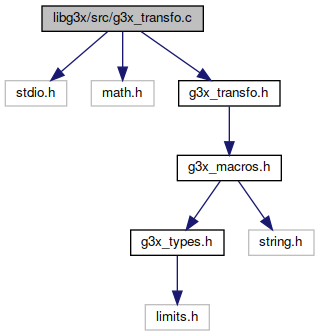 libg3x/src/g3x_transfo.c
stdio.h
math.h
g3x_transfo.h
g3x_macros.h
g3x_types.h
string.h
limits.h